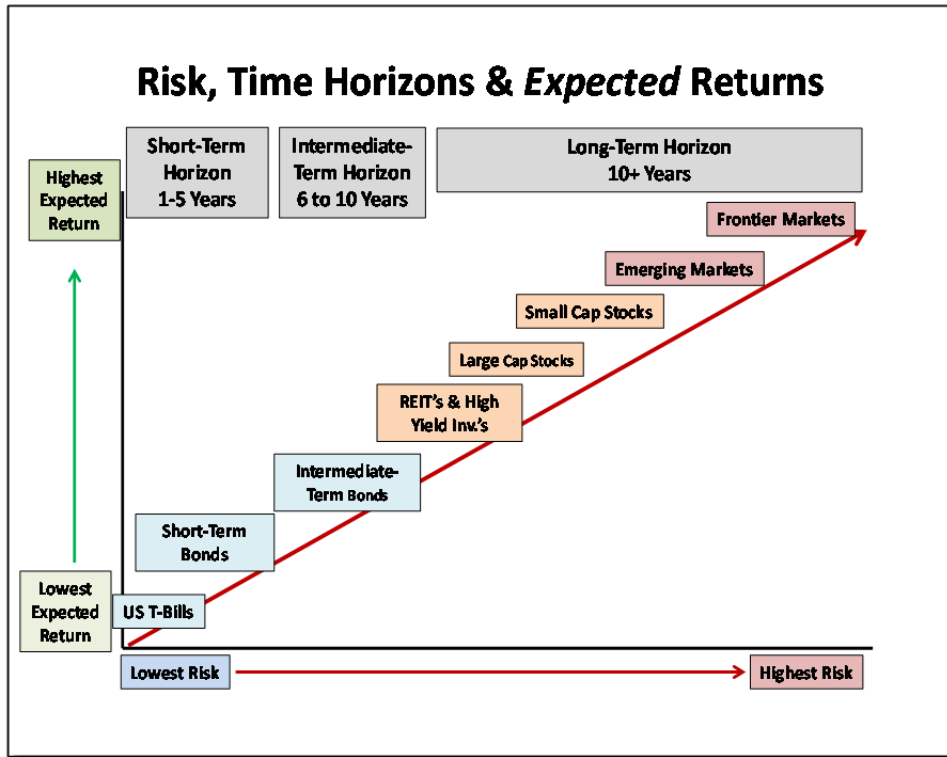 Risk, Time Horizons & Expected Returns
Short-Term
Horizon
1-5 Years
Intermediate-
Term Horizon
6 to 10 Years
Long-Term Horizon
10+ Years
Highest
Expected
Return
Frontier Markets
Emerging Markets
Small Cap Stocks
Large Cap Stocks
REIT's & High
Yield Inv.'s
Intermediate-
Term Bonds
Short-Term
Bonds
Lowest
Expected
Return
US T-Bills
Lowest Risk
Highest Risk